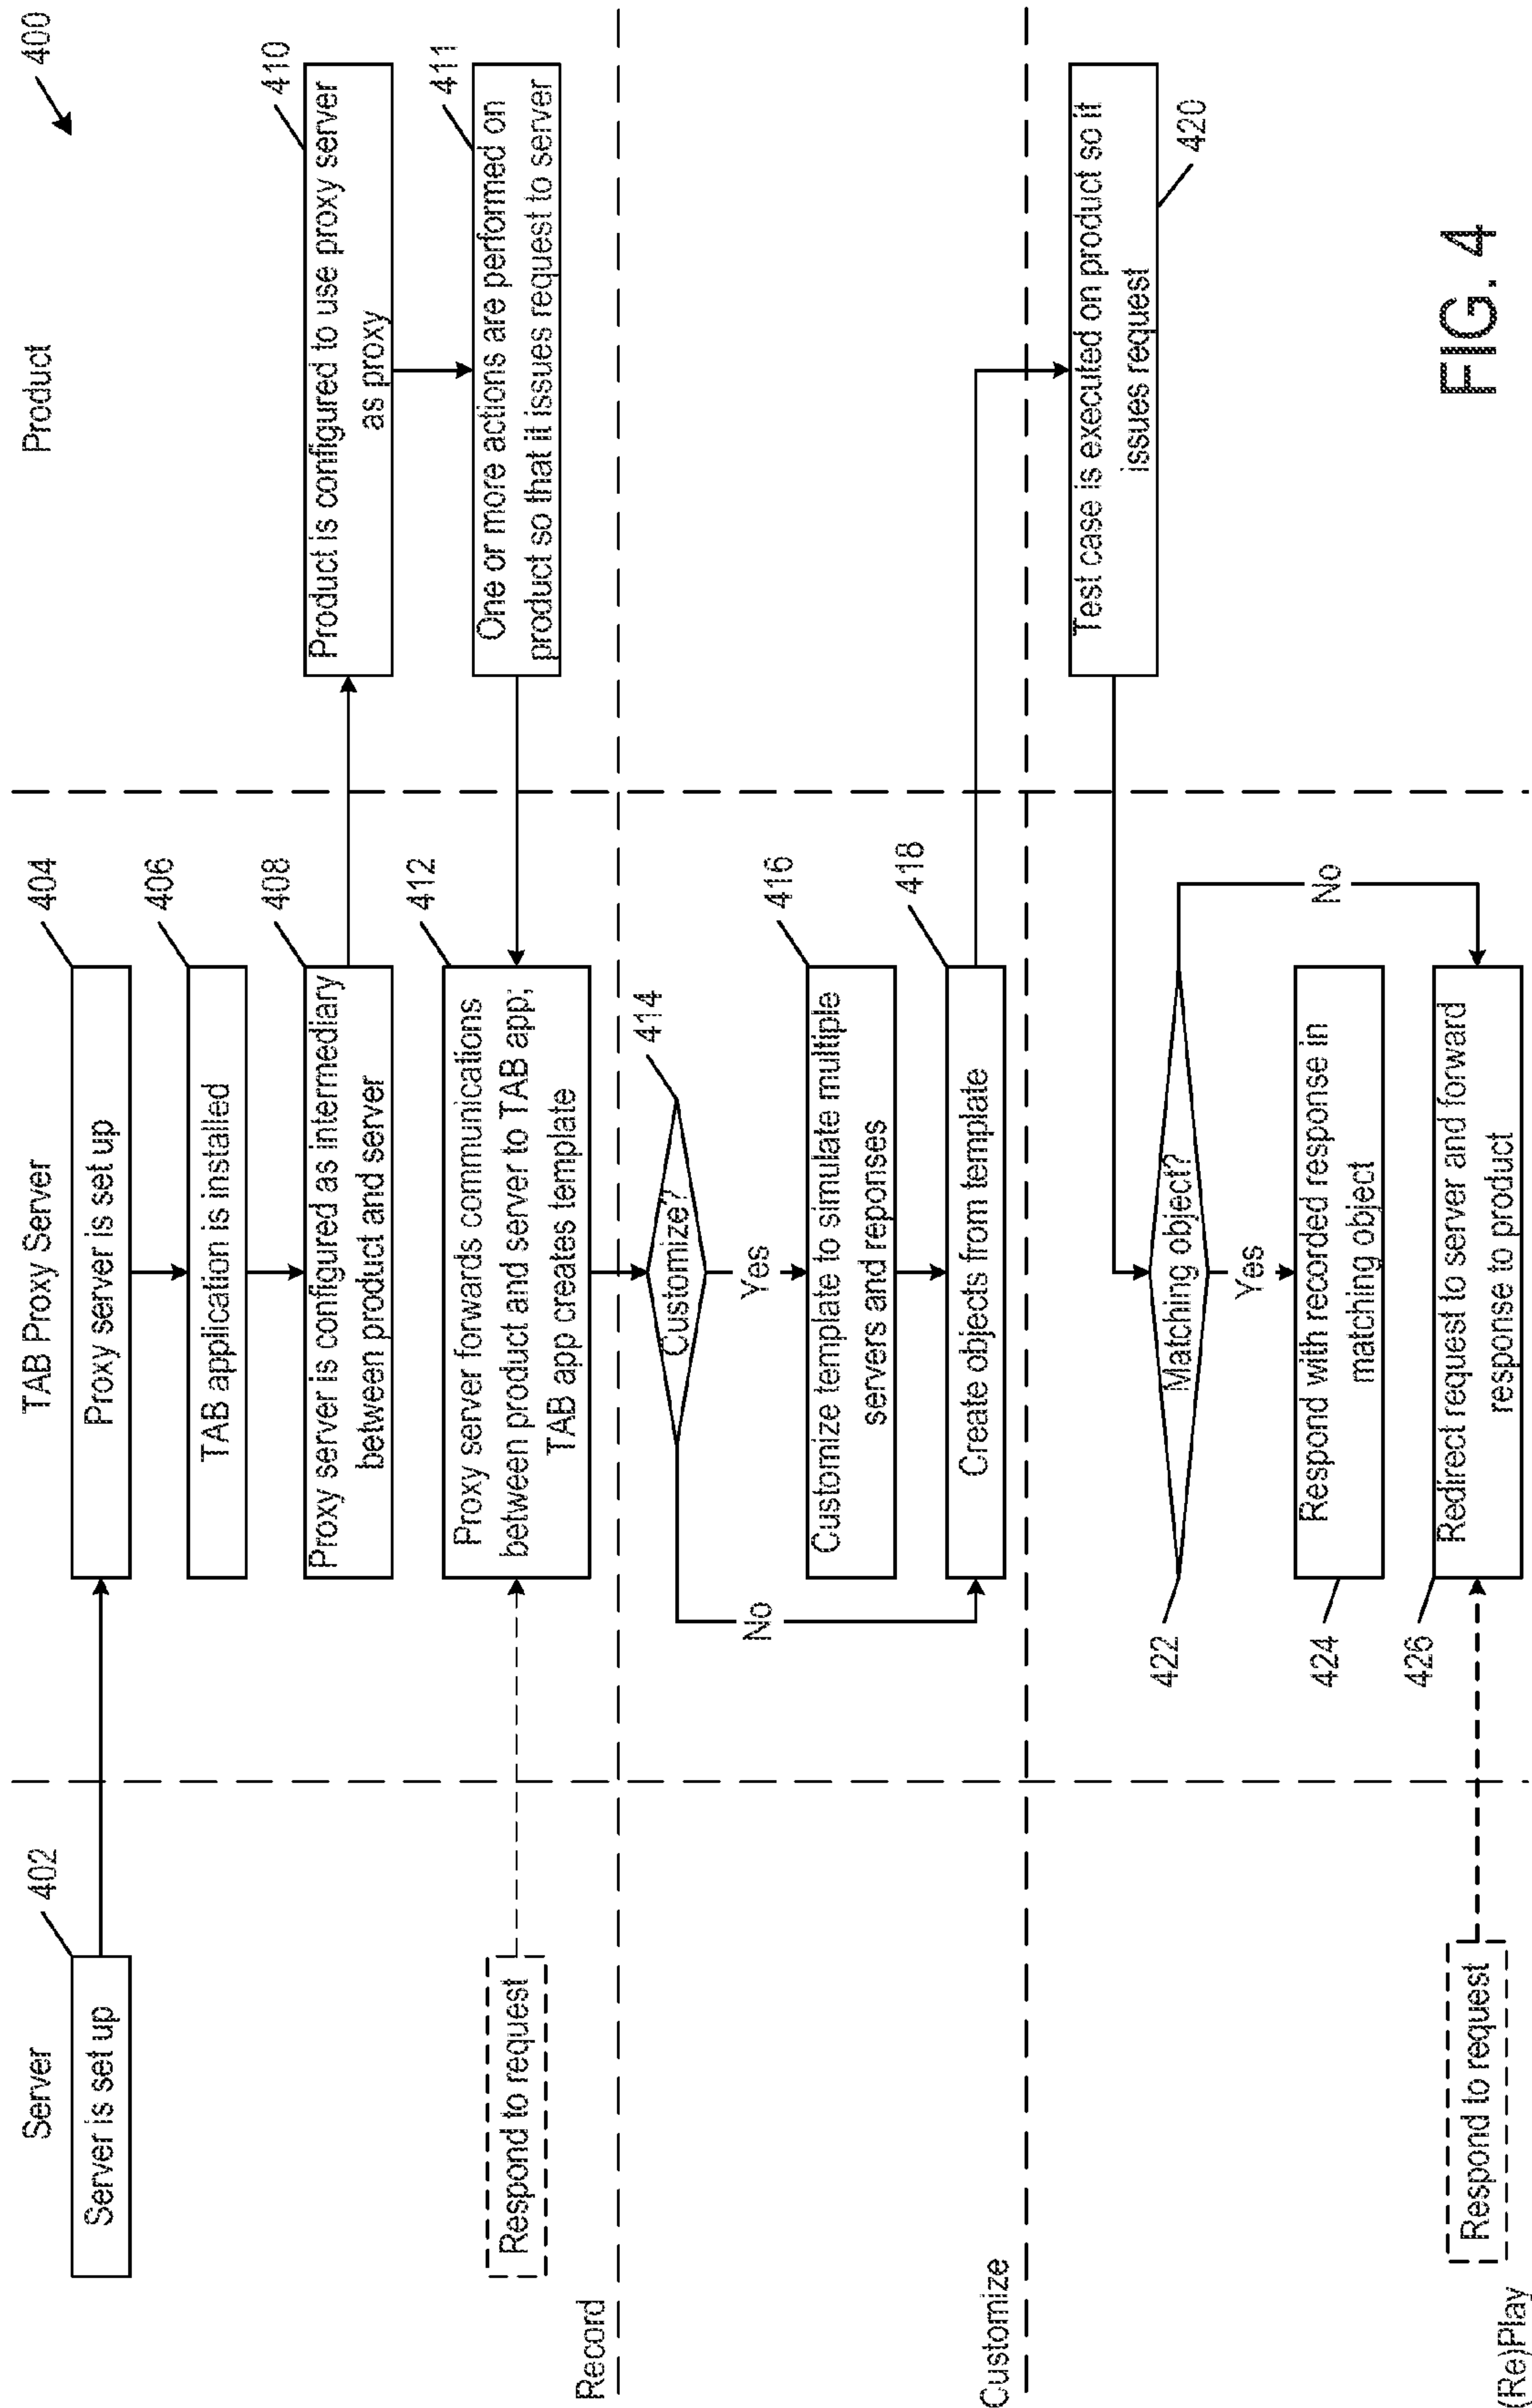 400
Server
TAB Proxy Server
Product
402
Server is set up
404
Proxy server is set up
406
TAB application is installed
408
Proxy server is configured as intermediary
between product and server
410
Product is configured to use proxy server
as proxy
411
One or more actions are performed on
product so that it issues request to server
412
Proxy server forwards communications
between product and server to TAB app;
TAB app creates template
Respond to request
Record
414
Customize?
Yes
No
416
Customize template to simulate multiple
servers and reponses
418
Create objects from template
Customize
420
Test case is executed on product so it
issues request
422
Matching object?
Yes
No
424
Respond with recorded response in
matching object
426
Redirect request to server and forward
response to product
Respond to request
(Re)Play
FIG. 4